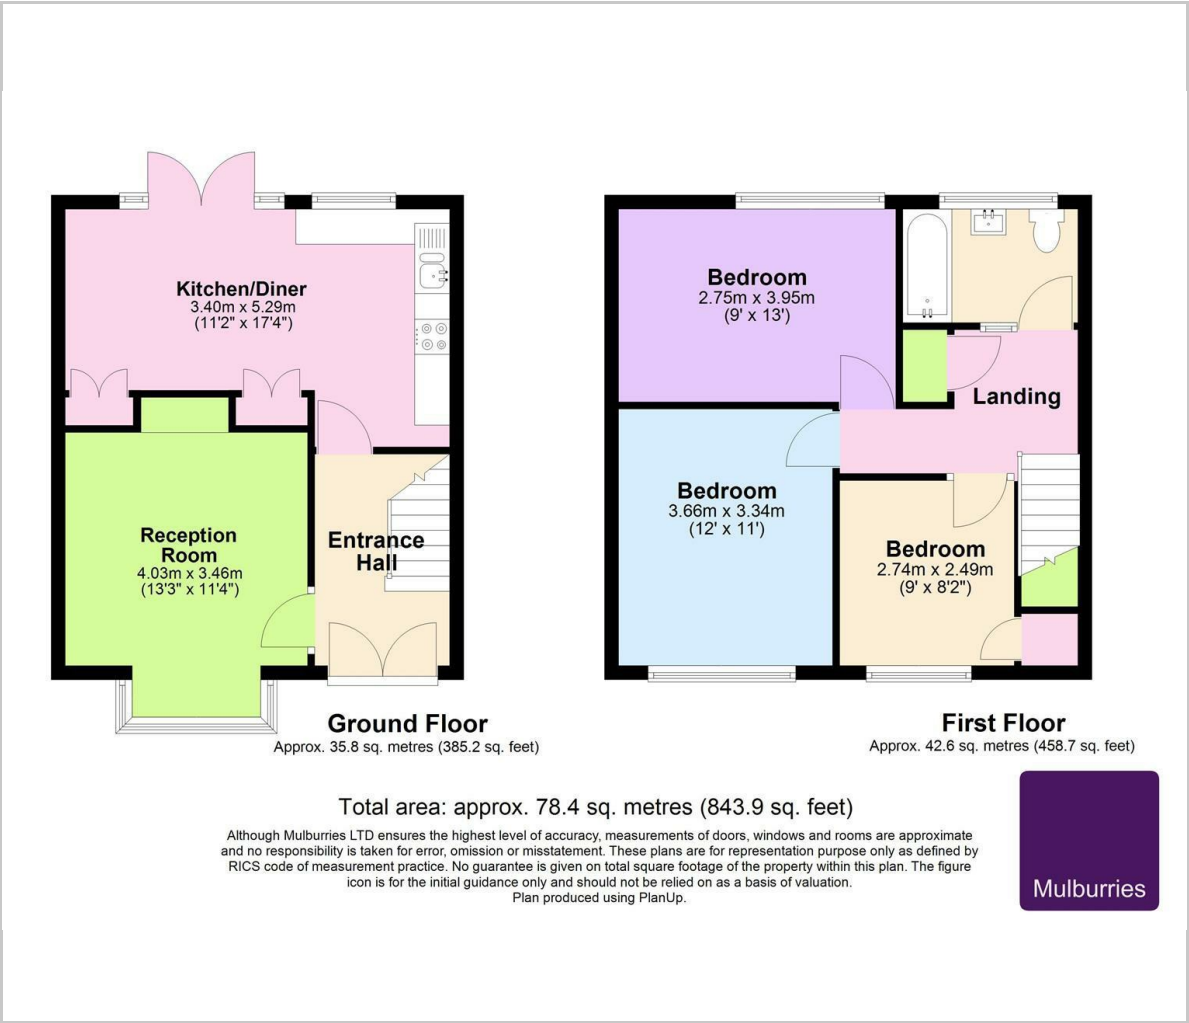 Kitchen/Diner
3.40m x 5.29m
(11'2" x 17'4")
Reception
Room
4.03m x 3.46m
(13'3" x 11'4")
Entrance
Hall
Ground Floor
Approx. 35.8 sq. metres (385.2 sq. feet)
Bedroom
2.75m x 3.95m
(9' x 13')
Landing
Bedroom
3.66m x 3.34m
(12' x 11')
Bedroom
2.74m x 2.49m
(9' x 8'2")
First Floor
Approx. 42.6 sq. metres (458.7 sq. feet)
Total area: approx. 78.4 sq. metres (843.9 sq. feet)
Although Mulburries LTD ensures the highest level of accuracy, measurements of doors, windows and rooms are approximate
and no responsibility is taken for error, omission or misstatement. These plans are for representation purpose only as defined by
RICS code of measurement practice. No guarantee is given on total square footage of the property within this plan. The figure
icon is for the initial guidance only and should not be relied on as a basis of valuation.
Plan produced using PlanUp.
Mulburries